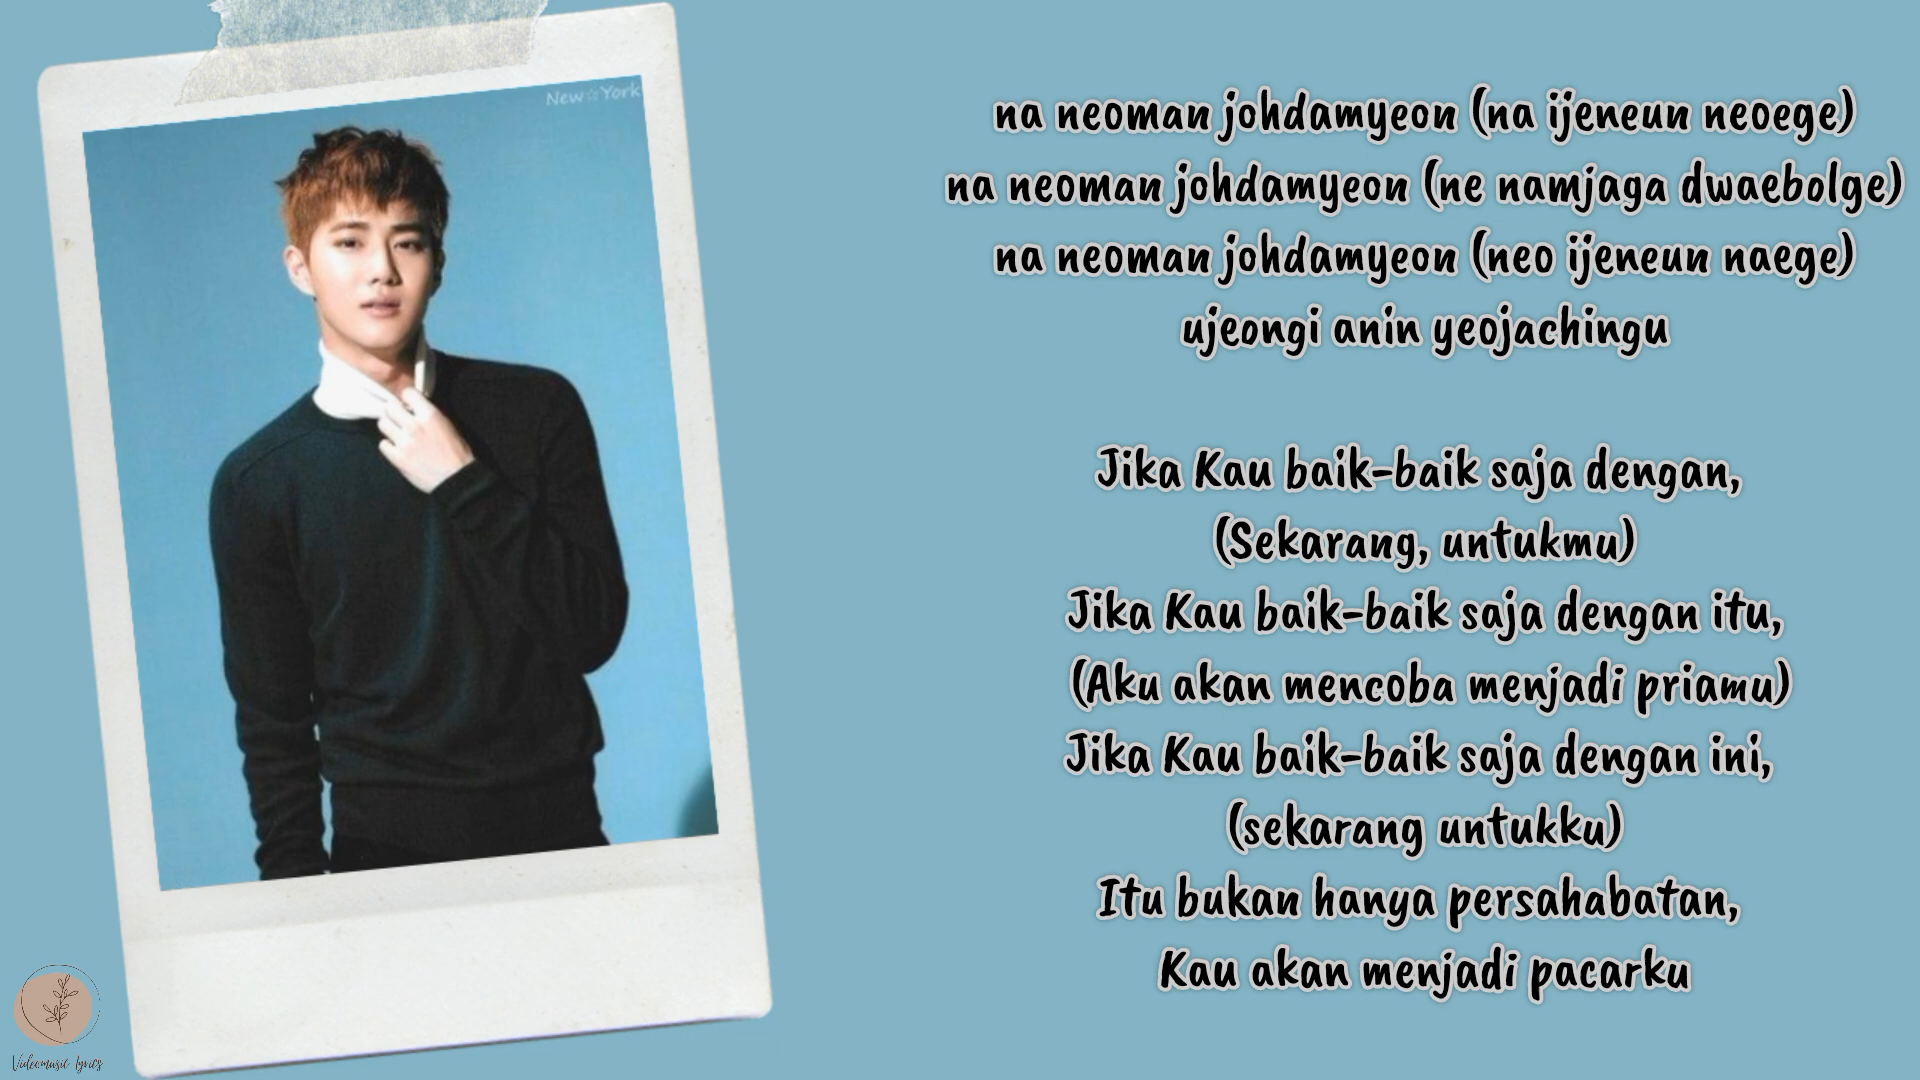 New☆York
na neoman johdamyeon (na ijeneun neoege)
na neoman johdamyeon (ne namjaga dwaebolge)
na neoman johdamyeon (neo ijeneun naege)
ujeongi anin yeojachingu
Jika Kau baik-baik saja dengan,
(Sekarang, untukmu)
Jika Kau baik-baik saja dengan itu,
(Aku akan mencoba menjadi priamu)
Jika Kau baik-baik saja dengan ini,
(sekarang untukku)
Itu bukan hanya persahabatan,
Kau akan menjadi pacarku
Videomusic lyrics